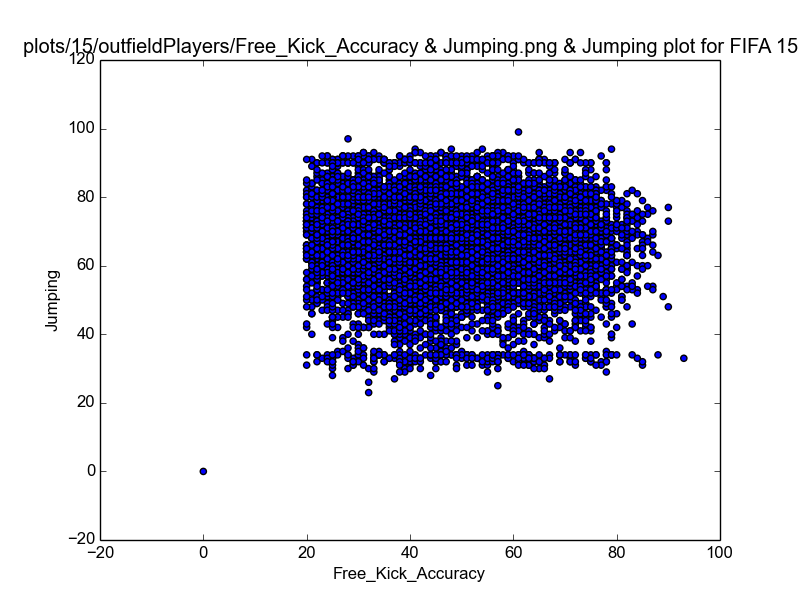 plots/15/outfieldPlayers/Free_Kick_Accuracy & Jumping.png & Jumping plot for FIFA 15
120
100
80
60
40
20
0
−20
Jumping
−20 0 20 40 60 80 100
Free_Kick_Accuracy